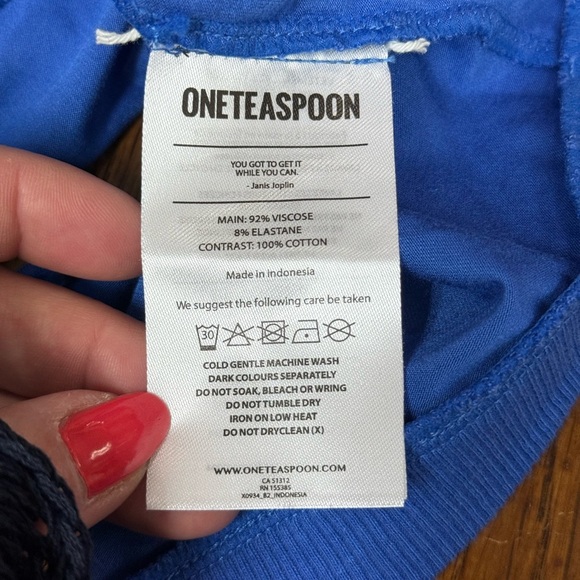 ONETEASPOON
YOU GOT TO GET IT
WHILE YOU CAN.
- Janis Joplin
MAIN: 92% VISCOSE
8% ELASTANE
CONTRAST: 100% COTTON
Made in indonesia
We suggest the following care be taken
30
COLD GENTLE MACHINE WASH
DARK COLOURS SEPARATELY
DO NOT SOAK, BLEACH OR WRING
DO NOT TUMBLE DRY
IRON ON LOW HEAT
DO NOT DRYCLEAN (X)
WWW.ONETEASPOON.COM
CA 51312
RN 155385
X0934_B2_INDONESIA